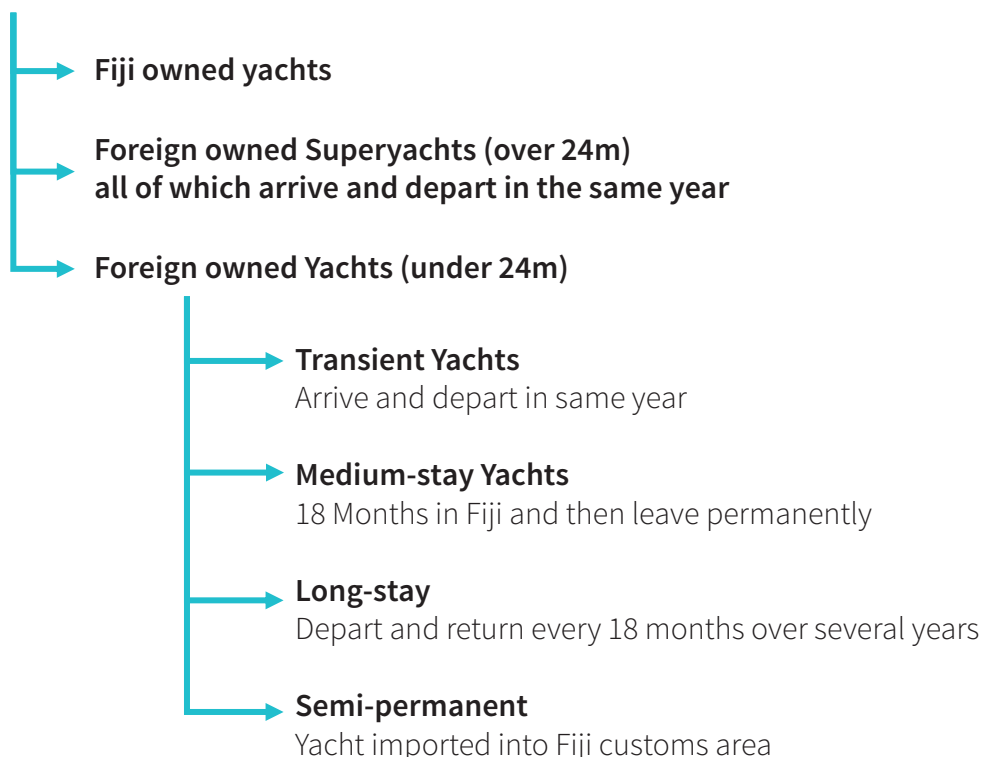 Fiji owned yachts
Foreign owned Superyachts (over 24m)
all of which arrive and depart in the same year
Foreign owned Yachts (under 24m)
Transient Yachts
Arrive and depart in same year
Medium-stay Yachts
18 Months in Fiji and then leave permanently
Long-stay
Depart and return every 18 months over several years
Semi-permanent
Yacht imported into Fiji customs area